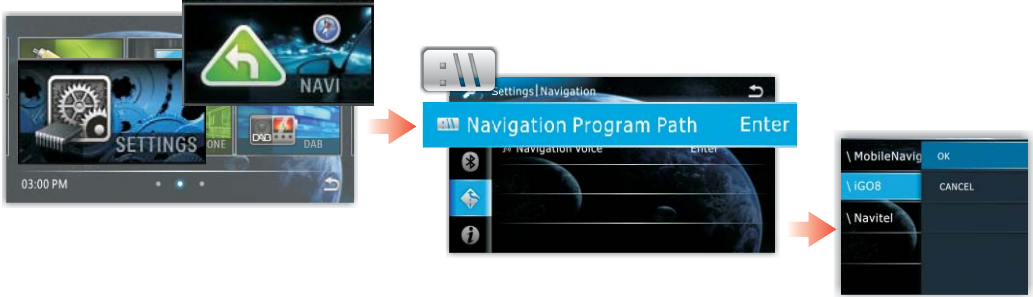 NAVI
SETTINGS
ONE
DAB
DAB
03:00 PM
Settings|Navigation
Navigation Program Path Enter
Navigation Voice Enter
\ MobileNavig
OK
\ iGO8
CANCEL
\ Navitel